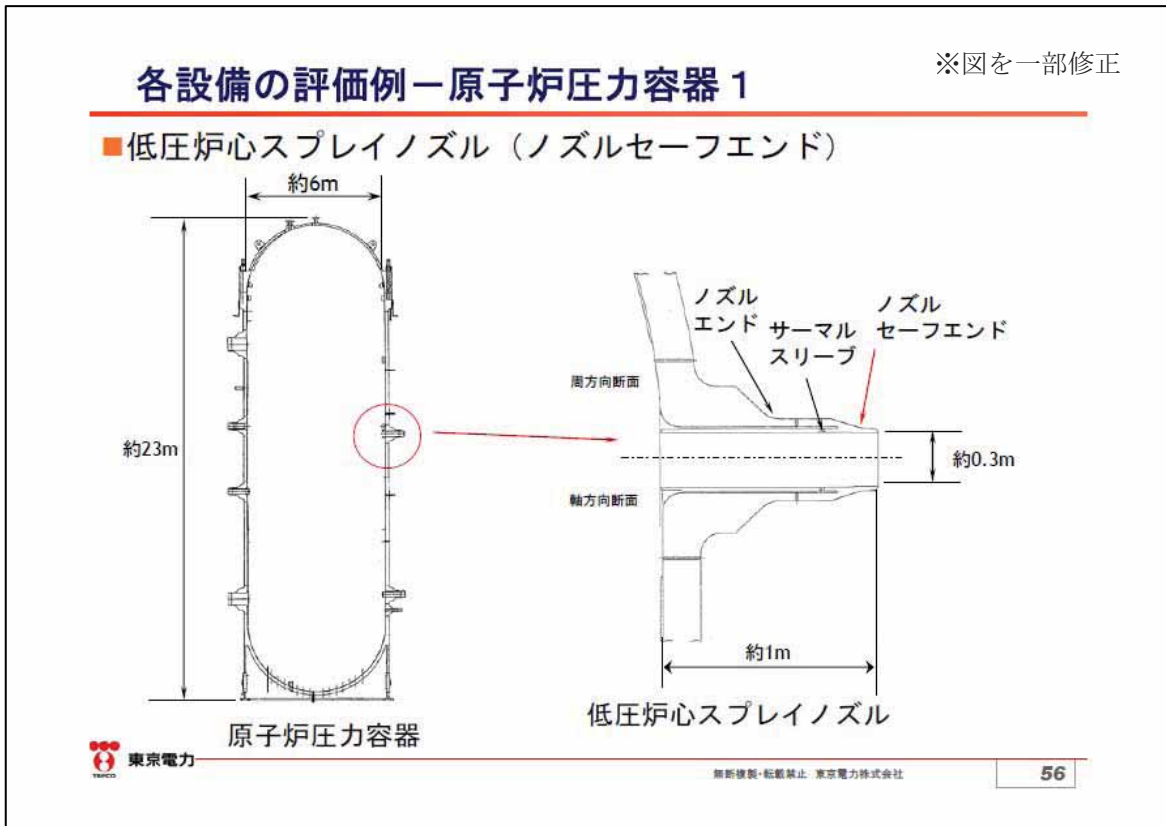 ※図を一部修正
各設備の評価例－原子炉圧力容器１
■低圧炉心スプレイノズル（ノズルセーフエンド）
約6m
約23m
原子炉圧力容器
ノズル
エンド
サーマル
スリーブ
ノズル
セーフエンド
周方向断面
軸方向断面
約0.3m
約1m
低圧炉心スプレイノズル
TEPCO
東京電力
無断複製・転載禁止 東京電力株式会社
56